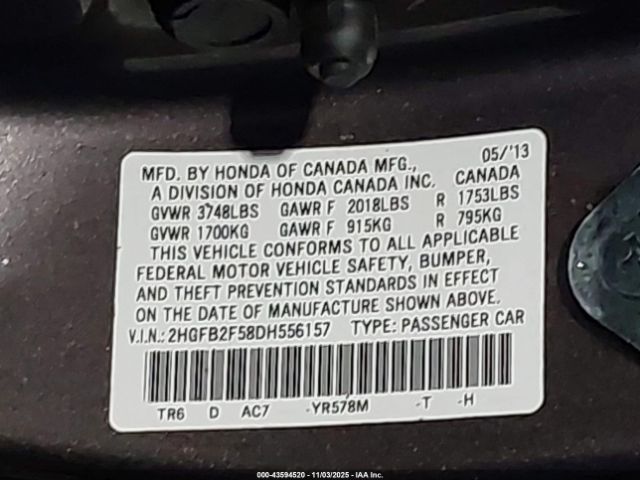 MFD. BY HONDA OF CANADA MFG., 05/'13
A DIVISION OF HONDA CANADA INC. CANADA
GVWR 3748LBS GAWR F 2018LBS R 1753LBS
GVWR 1700KG GAWR F 915KG R 795KG
THIS VEHICLE CONFORMS TO ALL APPLICABLE
FEDERAL MOTOR VEHICLE SAFETY, BUMPER,
AND THEFT PREVENTION STANDARDS IN EFFECT
ON THE DATE OF MANUFACTURE SHOWN ABOVE.
V.I.N.:2HGFB2F58DH556157 TYPE: PASSENGER CAR
TR6 D AC7 -YR578M -T -H
000-43594520 - 11/03/2025 - IAA Inc.